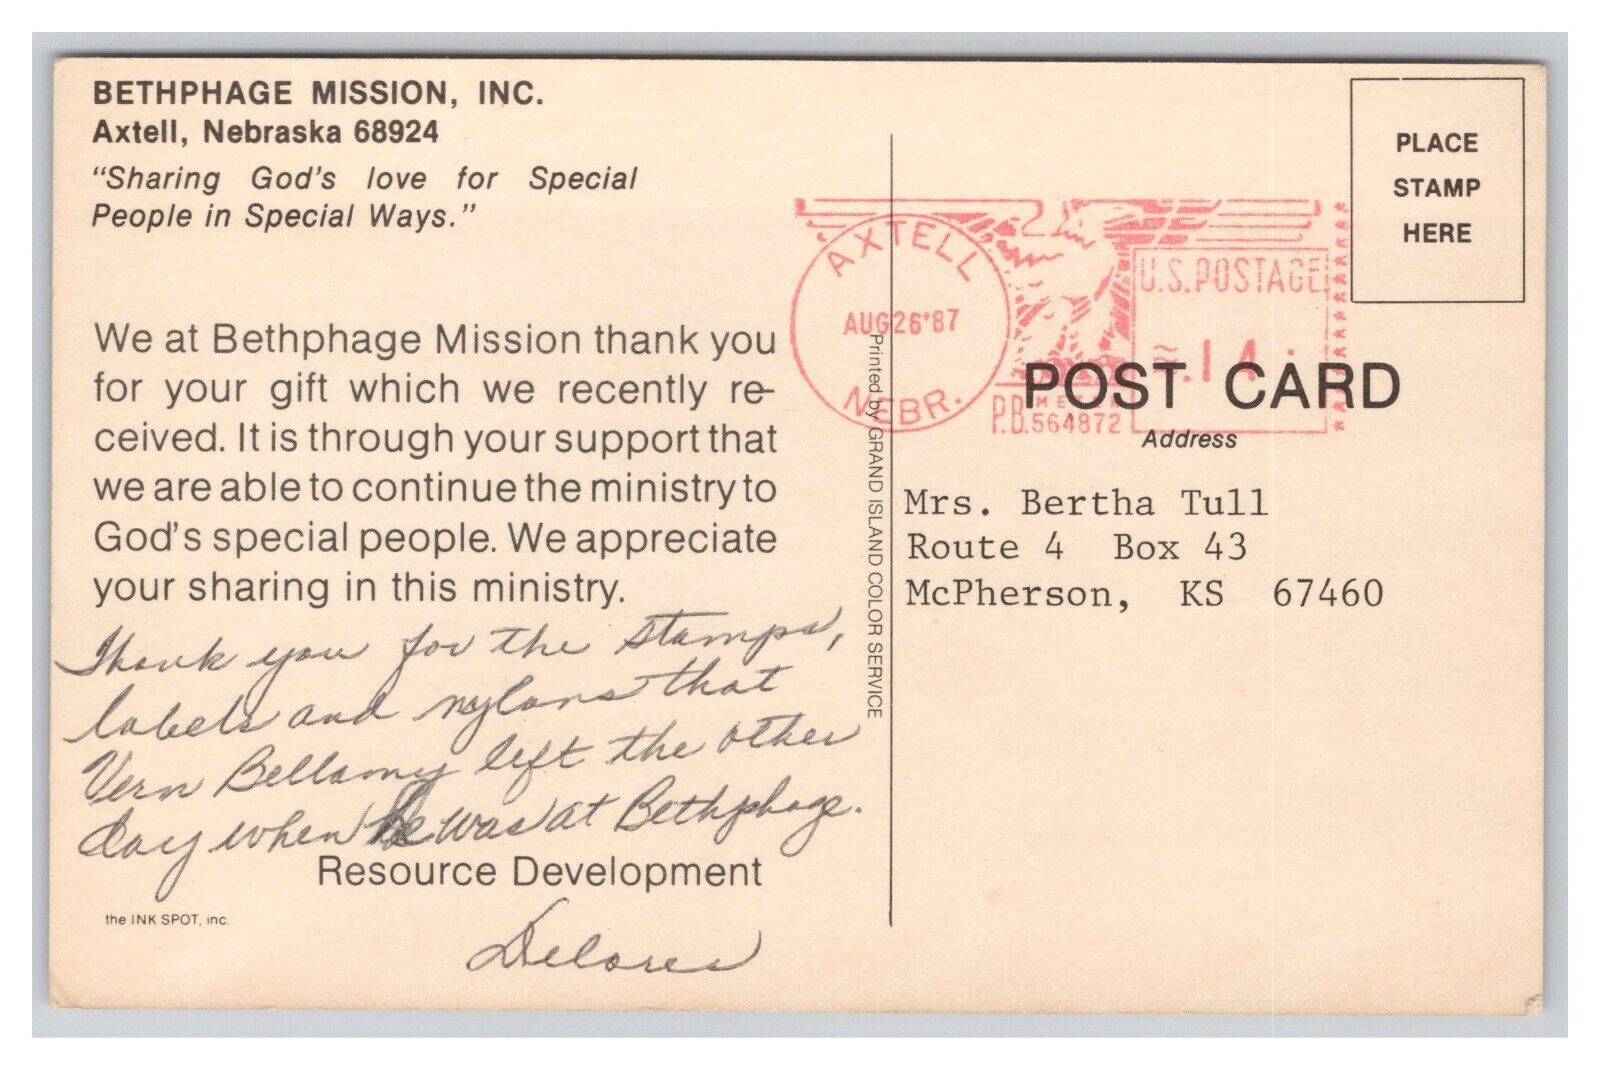 BETHPHAGE MISSION, INC.
Axtell, Nebraska 68924
"Sharing God's love for Special
People in Special Ways."
We at Bethphage Mission thank you
for your gift which we recently re-
ceived. It is through your support that
we are able to continue the ministry to
God's special people. We appreciate
your sharing in this ministry.
Thank you for the stamps,
labels and nylons that
Vern Bellamy left the other
day when he was at Bethphage.
Resource Development
Delores
the INK SPOT, inc.
Printed by GRAND ISLAND COLOR SERVICE
PLACE
STAMP
HERE
AXTELL
AUG 26 '87
NEBR.
U.S. POSTAGE
.14
METER
P.B. 564872
POST CARD
Address
Mrs. Bertha Tull
Route 4 Box 43
McPherson, KS 67460